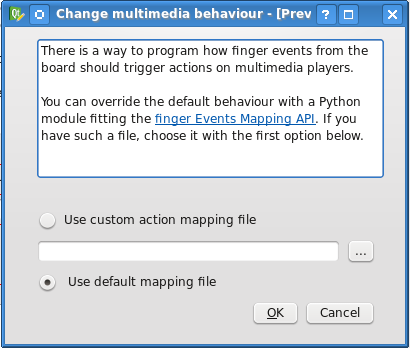 Change multimedia behaviour - [Prev
There is a way to program how finger events from the
board should trigger actions on multimedia players.
You can override the default behaviour with a Python
module fitting the finger Events Mapping API. If you
have such a file, choose it with the first option below.
Use custom action mapping file
...
Use default mapping file
OK Cancel